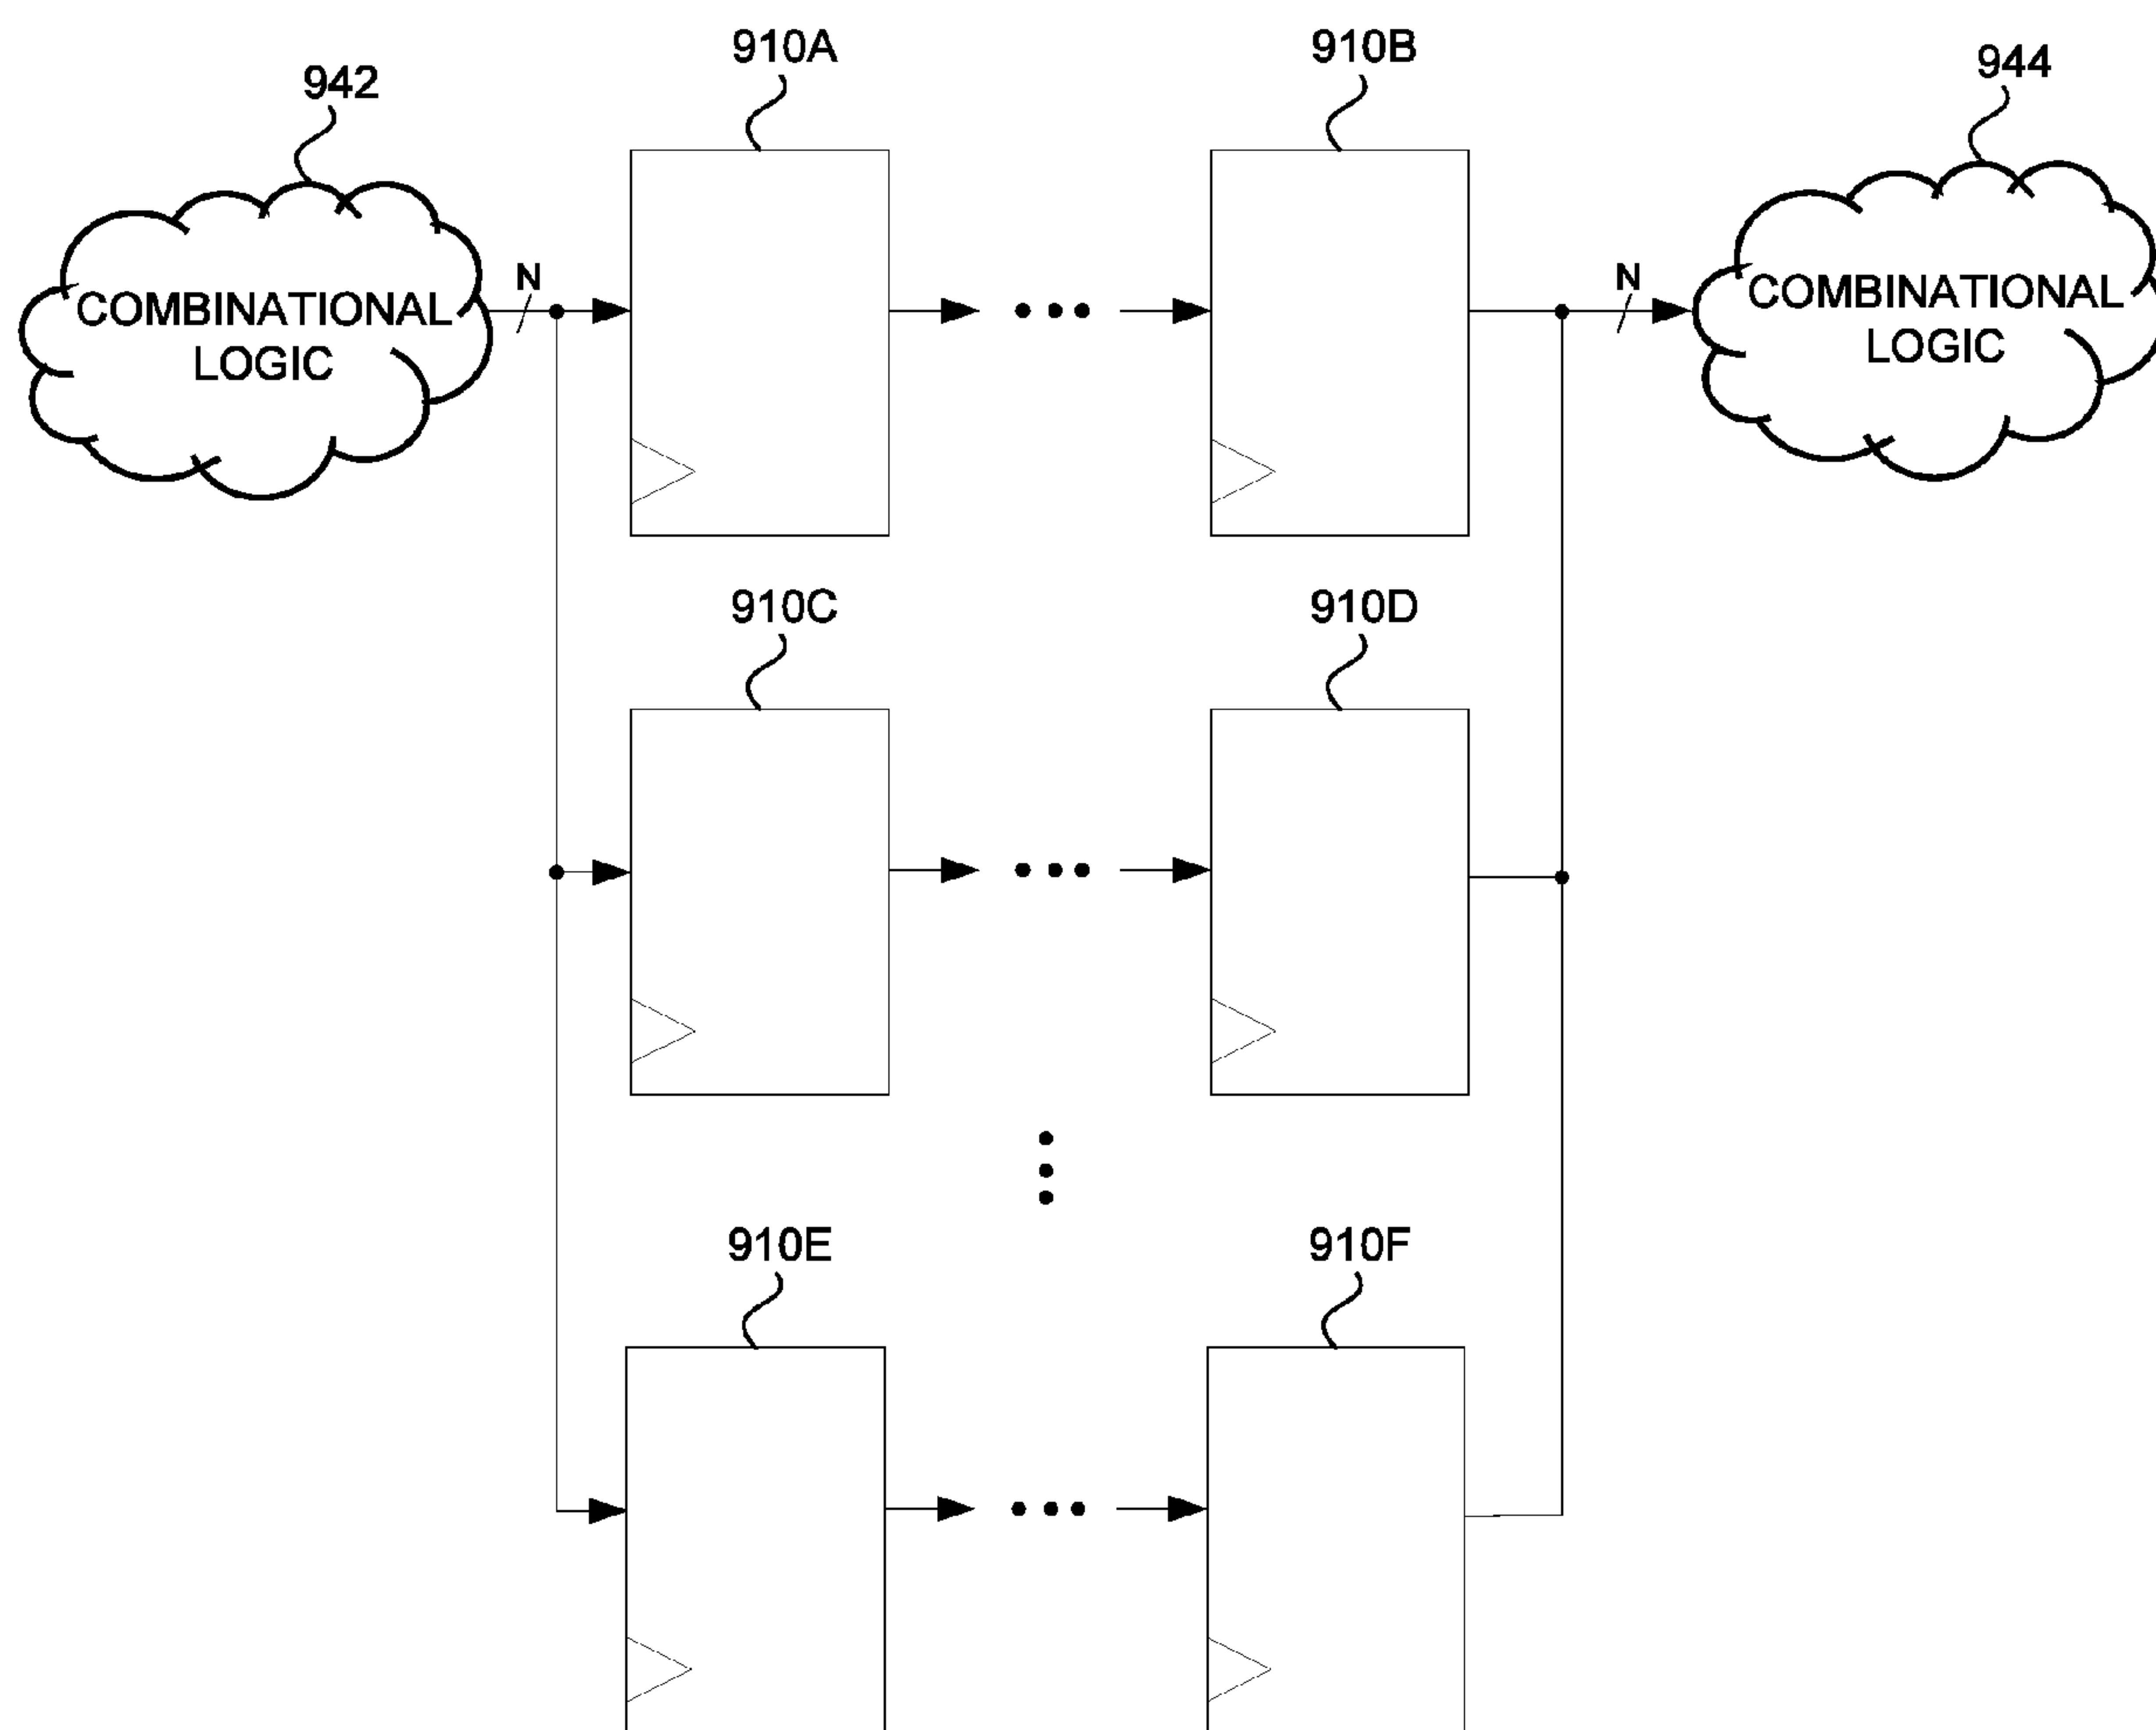 910A
910B
944
942
N
N
COMBINATIONAL
LOGIC
COMBINATIONAL
LOGIC
910C
910D
910E
910F